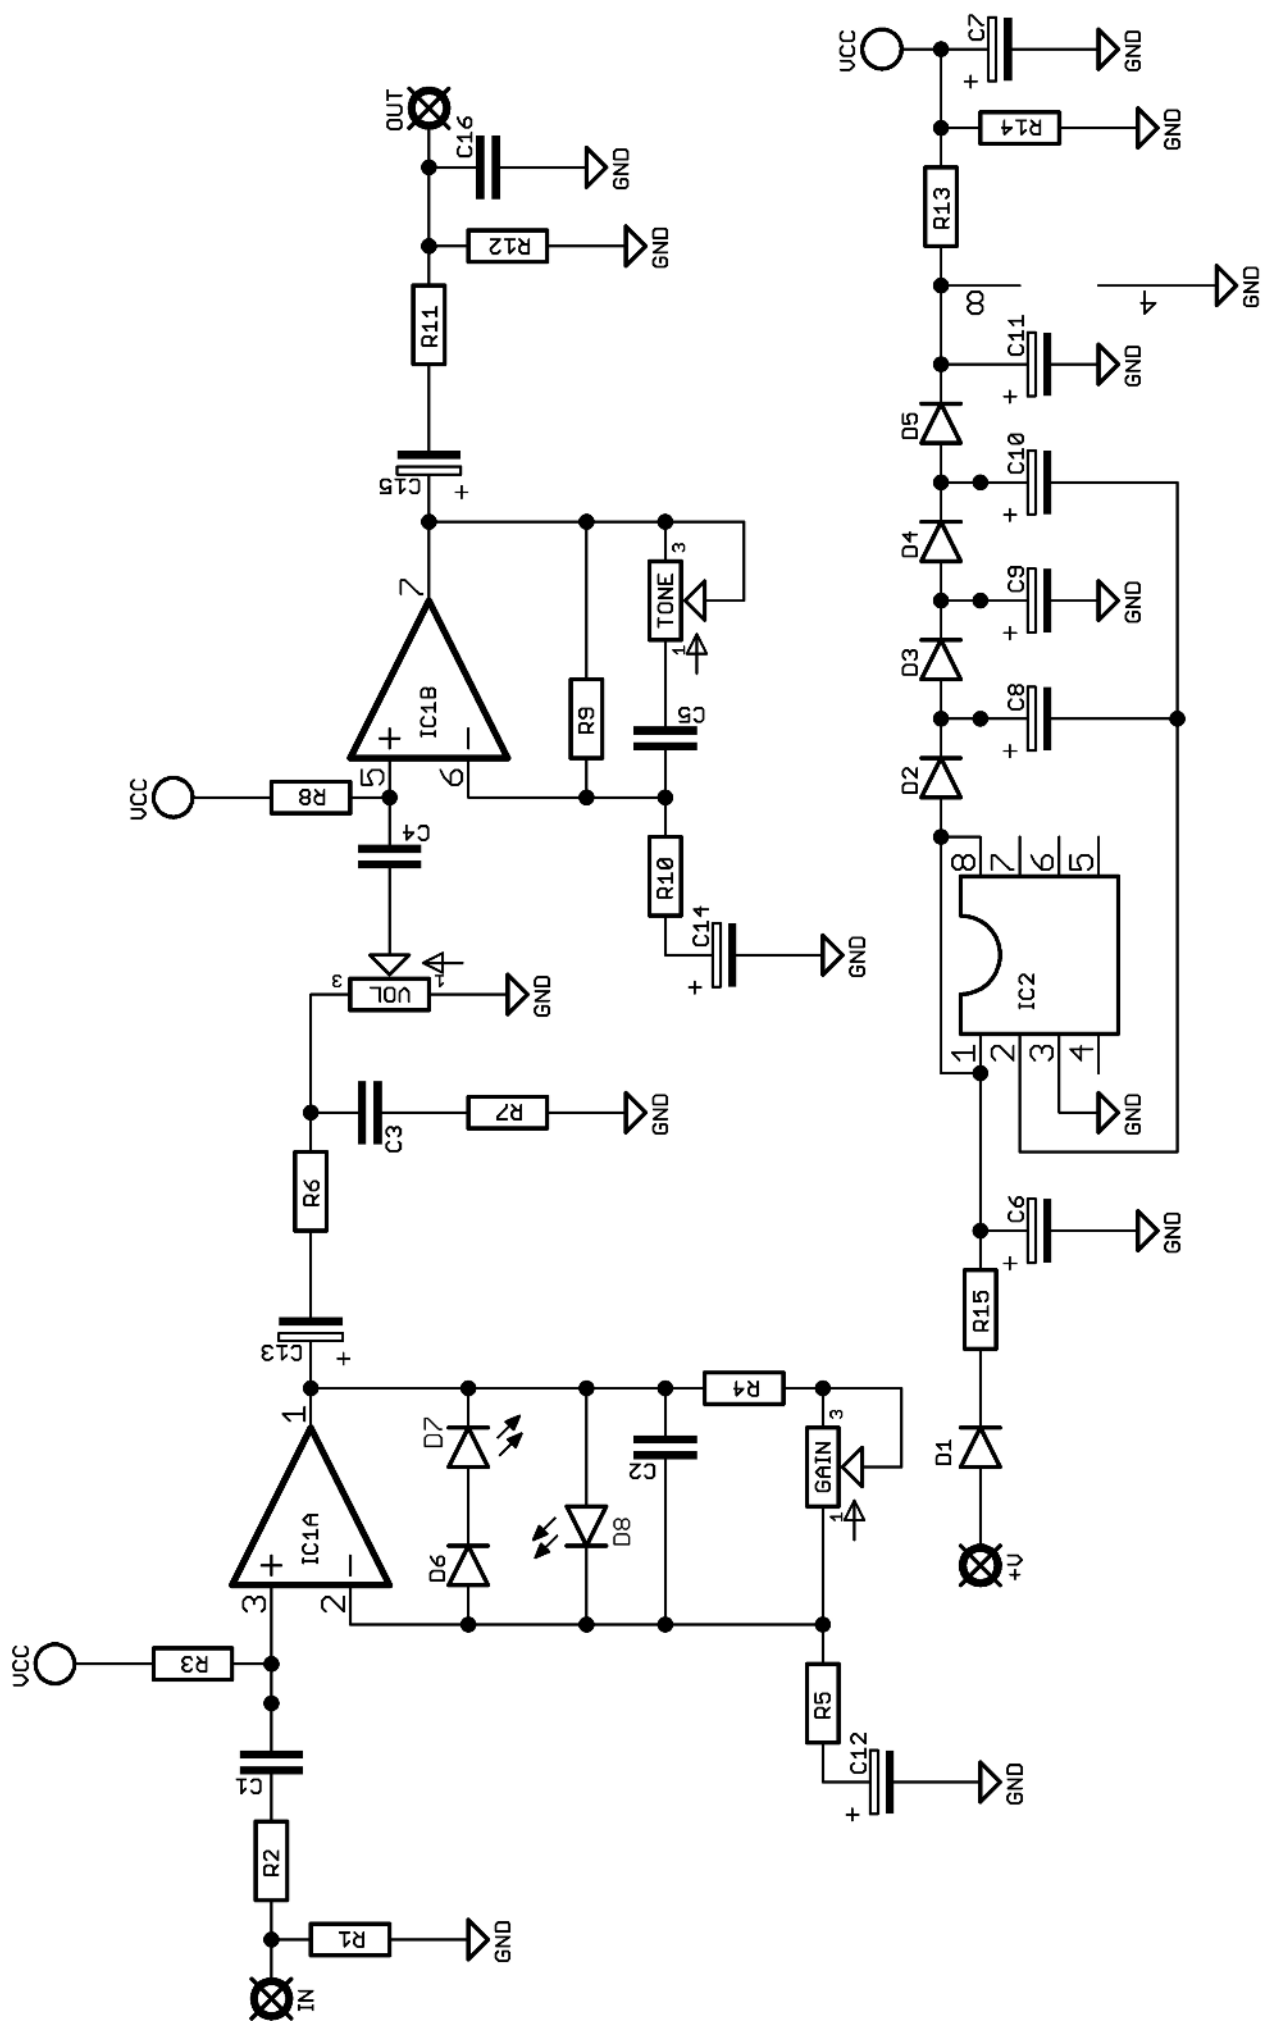 IN
R1
GND
R2
C1
VCC
R3
3
2
+
−
IC1A
1
D6
D7
D8
C2
R4
GAIN
1
3
R5
C12
+
GND
C13
+
R6
C3
R7
GND
VOL
3
1
GND
C4
VCC
R8
5
6
+
−
IC1B
7
R9
C5
TONE
1
3
R10
C14
+
GND
C15
+
R11
R12
GND
C16
GND
OUT
+V
D1
R15
C6
+
GND
IC2
1
2
3
4
8
7
6
5
GND
D2
C8
+
D3
C9
+
GND
D4
C10
+
D5
C11
+
GND
8
4
GND
R13
R14
GND
VCC
C7
+
GND